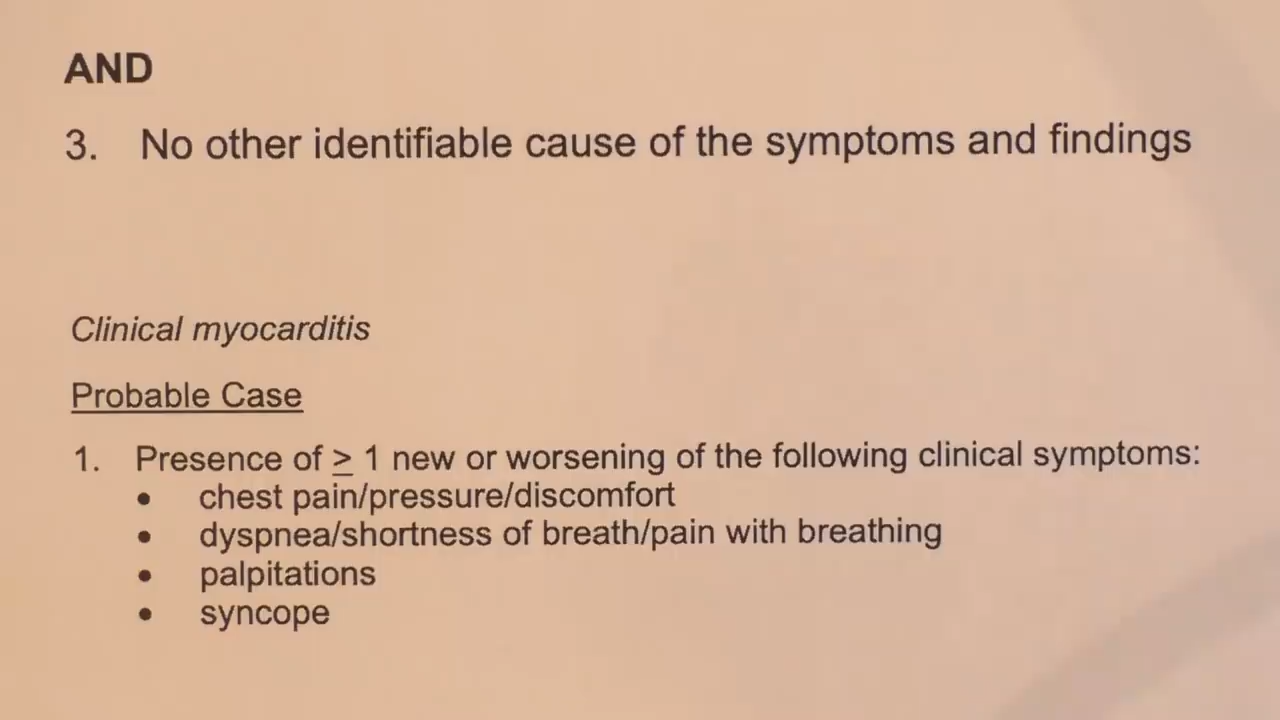 AND
3. No other identifiable cause of the symptoms and findings
Clinical myocarditis
Probable Case
1. Presence of ≥ 1 new or worsening of the following clinical symptoms:
• chest pain/pressure/discomfort
• dyspnea/shortness of breath/pain with breathing
• palpitations
• syncope